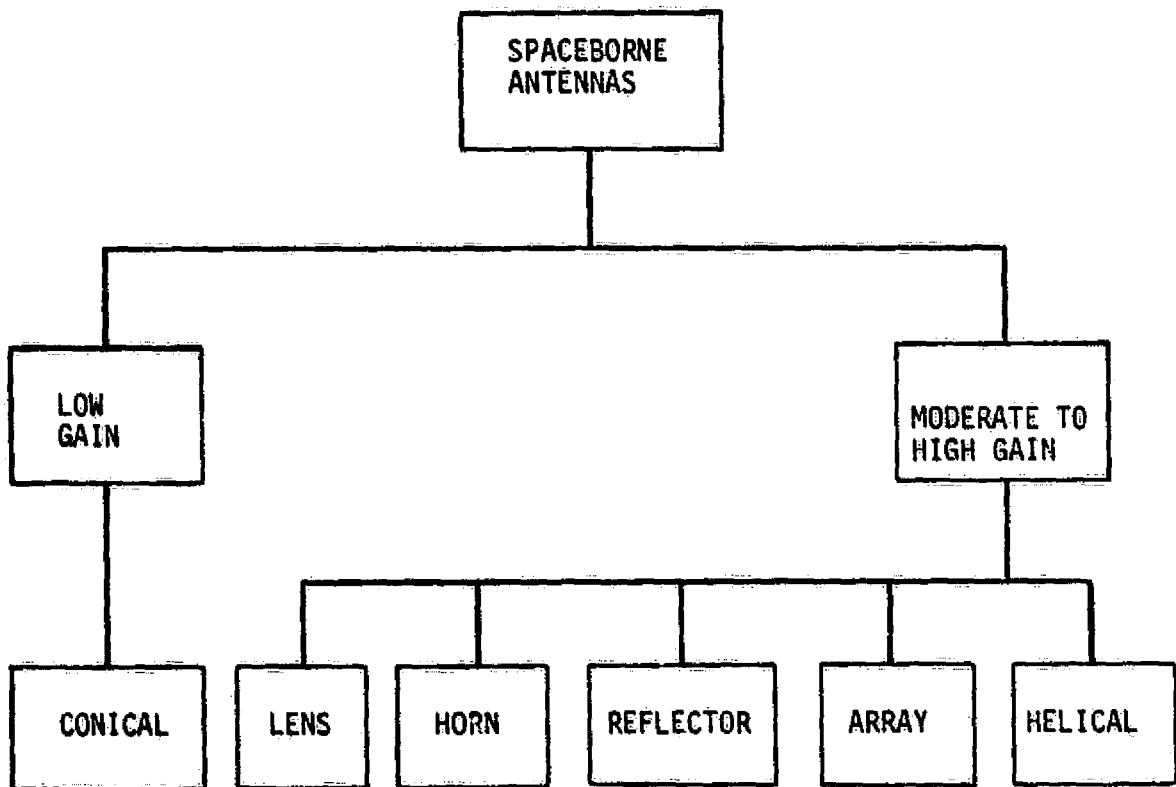 SPACEBORNE
ANTENNAS
LOW
GAIN
MODERATE TO
HIGH GAIN
CONICAL
LENS
HORN
REFLECTOR
ARRAY
HELICAL